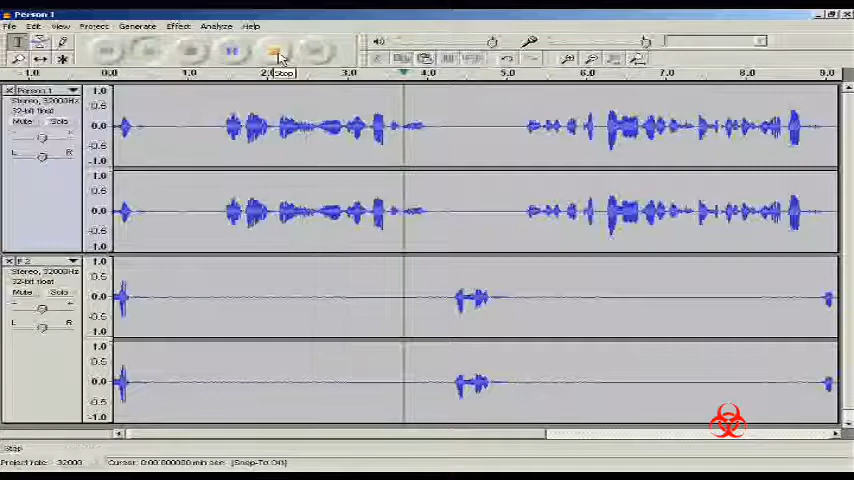 Person 1
File Edit View Project Generate Effect Analyze Help
Stop
-1.0 0.0 1.0 2.0 3.0 4.0 5.0 6.0 7.0 8.0 9.0
Person 1
Stereo, 32000Hz
32-bit float
Mute Solo
- +
L R
1.0
0.5
0.0
-0.5
-1.0
1.0
0.5
0.0
-0.5
-1.0
P 2
Stereo, 32000Hz
32-bit float
Mute Solo
- +
L R
1.0
0.5
0.0
-0.5
-1.0
1.0
0.5
0.0
-0.5
-1.0
Stop
Project rate: 32000 Cursor: 0:00.000000 min:sec [Snap-To On]